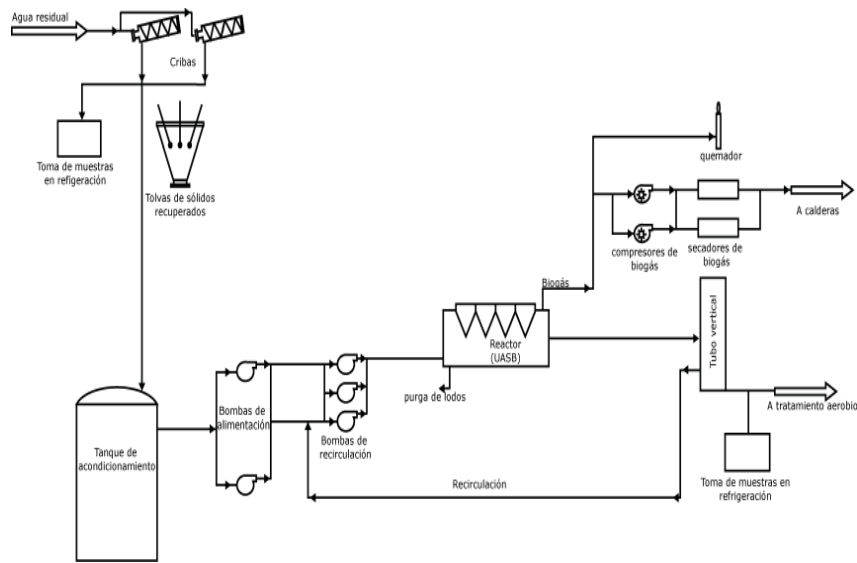 Agua residual
Cribas
Toma de muestras
en refigeración
Tolvas de sólidos
recuperados
quemador
A calderas
compresores de
biogás
secadores de
biogás
Biogás
Reactor
(UASB)
Tubo vertical
purga de lodos
A tratamiento aerobio
Bombas de
alimentación
Bombas de
recirculación
Tanque de
acondicionamiento
Recirculación
Toma de muestras en
refrigeración